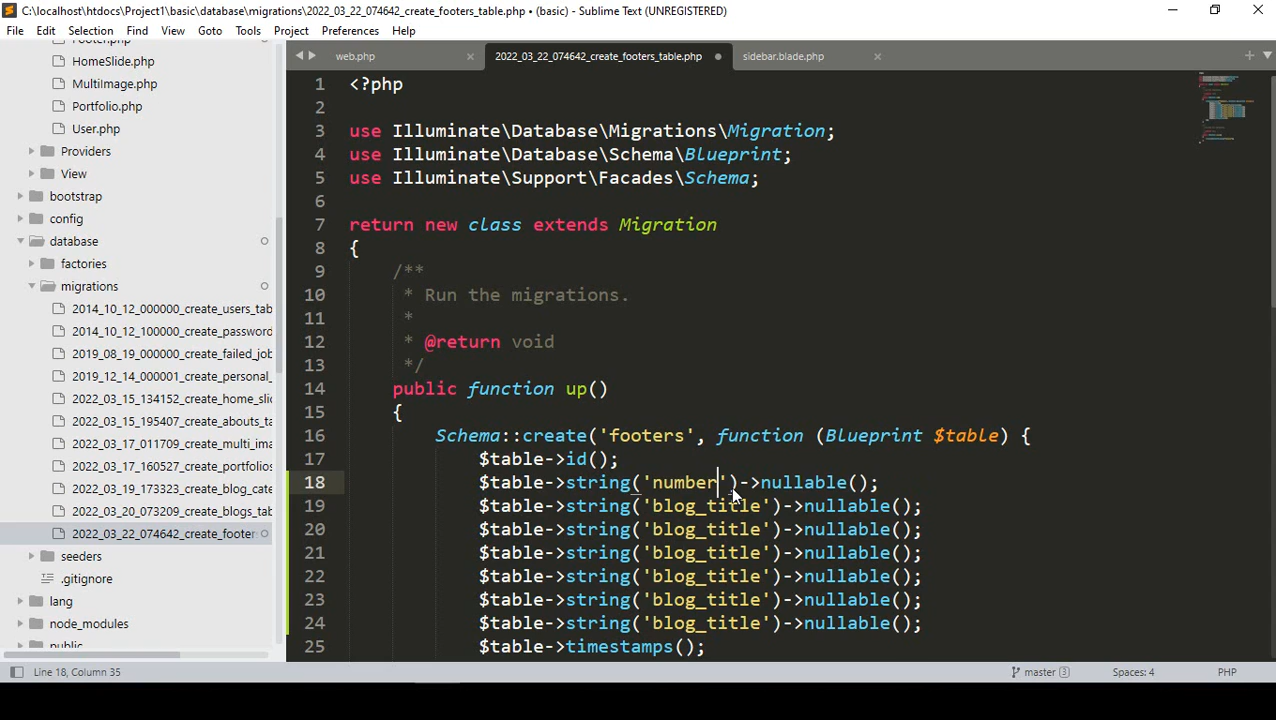 C:\localhost\htdocs\Project1\basic\database\migrations\2022_03_22_074642_create_footers_table.php • (basic) - Sublime Text (UNREGISTERED)
File Edit Selection Find View Goto Tools Project Preferences Help
Footer.php
HomeSlide.php
MultiImage.php
Portfolio.php
User.php
Providers
View
bootstrap
config
database
factories
migrations
2014_10_12_000000_create_users_tab
2014_10_12_100000_create_password
2019_08_19_000000_create_failed_job
2019_12_14_000001_create_personal_
2022_03_15_134152_create_home_slic
2022_03_15_195407_create_abouts_ta
2022_03_17_011709_create_multi_ima
2022_03_17_160527_create_portfolios
2022_03_19_173323_create_blog_cate
2022_03_20_073209_create_blogs_tab
2022_03_22_074642_create_footer
seeders
.gitignore
lang
node_modules
public
web.php 2022_03_22_074642_create_footers_table.php sidebar.blade.php
1 <?php
2
3 use Illuminate\Database\Migrations\Migration;
4 use Illuminate\Database\Schema\Blueprint;
5 use Illuminate\Support\Facades\Schema;
6
7 return new class extends Migration
8 {
9 /**
10 * Run the migrations.
11 *
12 * @return void
13 */
14 public function up()
15 {
16 Schema::create('footers', function (Blueprint $table) {
17 $table->id();
18 $table->string('number')->nullable();
19 $table->string('blog_title')->nullable();
20 $table->string('blog_title')->nullable();
21 $table->string('blog_title')->nullable();
22 $table->string('blog_title')->nullable();
23 $table->string('blog_title')->nullable();
24 $table->string('blog_title')->nullable();
25 $table->timestamps();
Line 18, Column 35 master 3 Spaces: 4 PHP